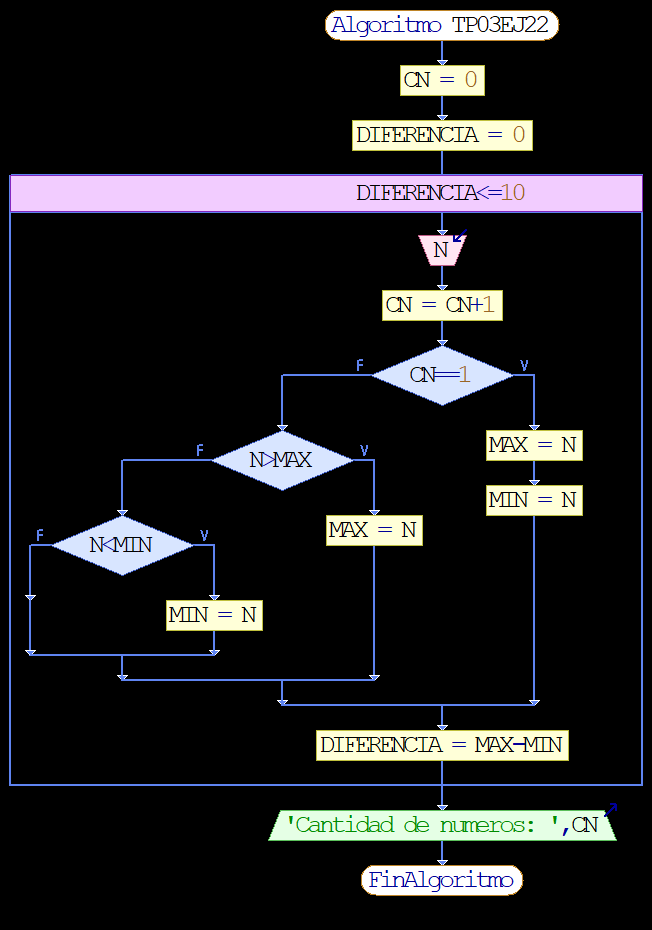 Algoritmo TP03EJ22
CN = 0
DIFERENCIA = 0
DIFERENCIA<=10
N
CN = CN+1
F
CN==1
V
F
N>MAX
V
MAX = N
F
N<MIN
V
MAX = N
MIN = N
MIN = N
DIFERENCIA = MAX-MIN
'Cantidad de numeros: ',CN
FinAlgoritmo